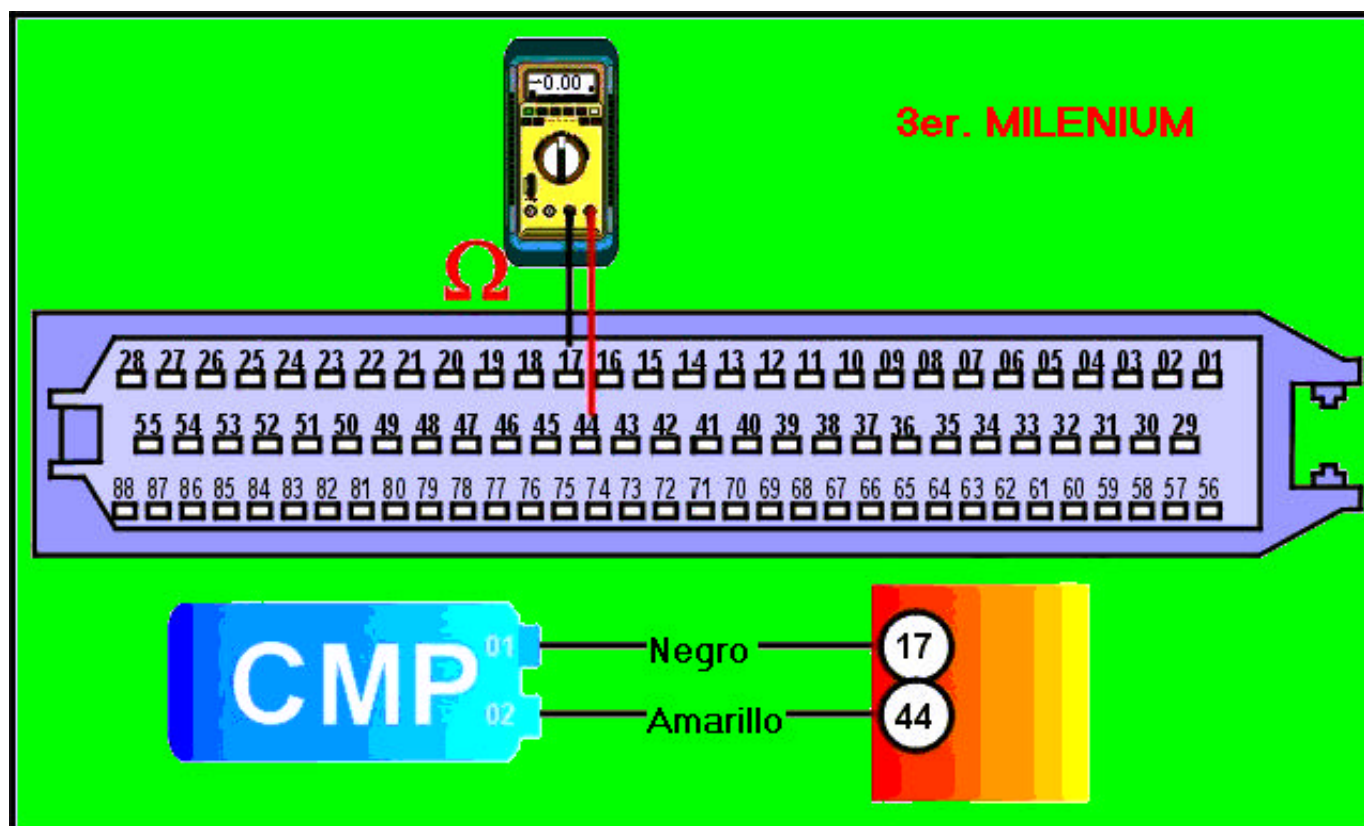 -0.00
3er. MILENIUM
Ω
28 27 26 25 24 23 22 21 20 19 18 17 16 15 14 13 12 11 10 09 08 07 06 05 04 03 02 01
55 54 53 52 51 50 49 48 47 46 45 44 43 42 41 40 39 38 37 36 35 34 33 32 31 30 29
88 87 86 85 84 83 82 81 80 79 78 77 76 75 74 73 72 71 70 69 68 67 66 65 64 63 62 61 60 59 58 57 56
CMP
01 Negro 17
02 Amarillo 44